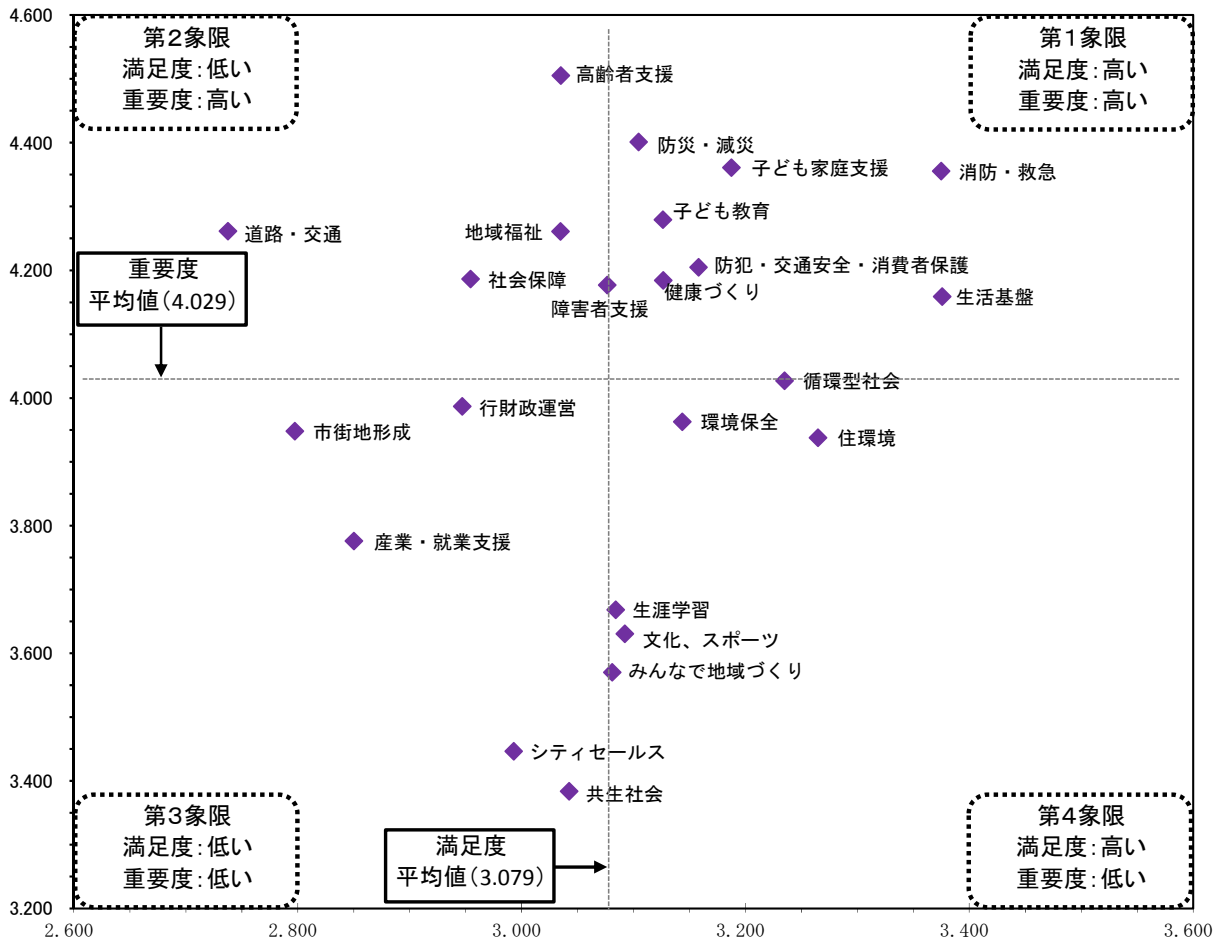 4.600
第2象限
満足度：低い
重要度：高い
第1象限
満足度：高い
重要度：高い
高齢者支援
4.400
防災・減災
子ども家庭支援
消防・救急
子ども教育
道路・交通
地域福祉
4.200
重要度
平均値（4.029）
社会保障
防犯・交通安全・消費者保護
健康づくり
障害者支援
生活基盤
4.000
循環型社会
行財政運営
環境保全
市街地形成
住環境
3.800
産業・就業支援
生涯学習
3.600
文化、スポーツ
みんなで地域づくり
シティセールス
3.400
共生社会
第3象限
満足度：低い
重要度：低い
満足度
平均値（3.079）
第4象限
満足度：高い
重要度：低い
3.200
2.600
2.800
3.000
3.200
3.400
3.600